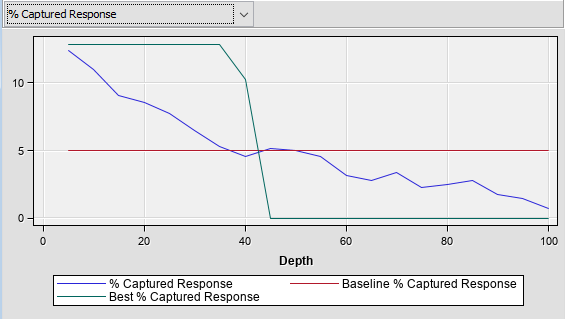 % Captured Response
10
5
0
0 20 40 60 80 100
Depth
% Captured Response Baseline % Captured Response
Best % Captured Response